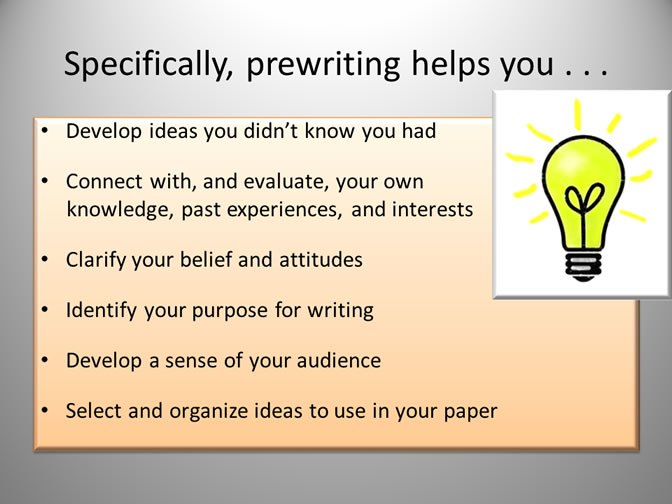 Specifically, prewriting helps you . . .
• Develop ideas you didn’t know you had
• Connect with, and evaluate, your own
knowledge, past experiences, and interests
• Clarify your belief and attitudes
• Identify your purpose for writing
• Develop a sense of your audience
• Select and organize ideas to use in your paper